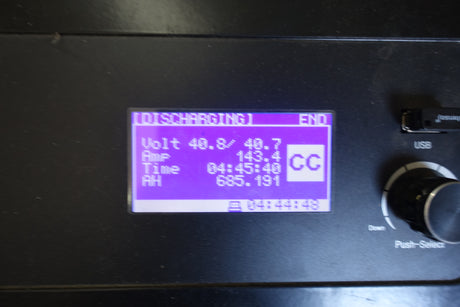 [DISCHARGING] END
Volt 40.8/ 40.7
Amp 143.4
Time 04:45:40
AH 685.191
CC
04:44:48
USB
Down
Push-Select